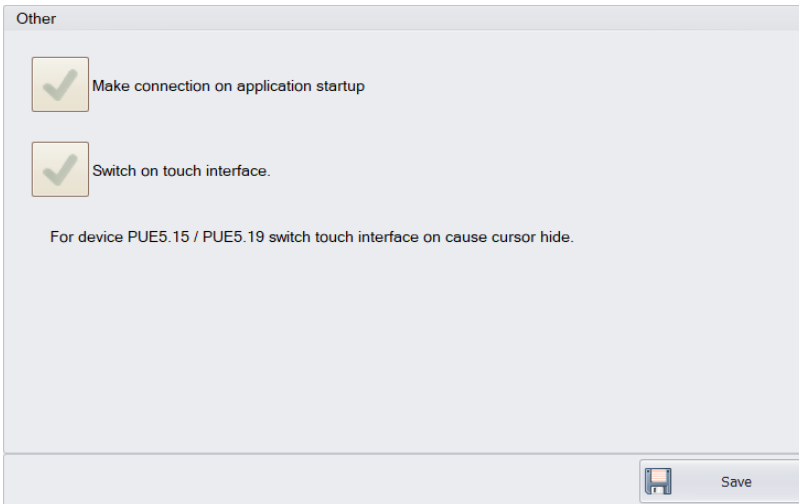 Other
Make connection on application startup
Switch on touch interface.
For device PUE5.15 / PUE5.19 switch touch interface on cause cursor hide.
Save